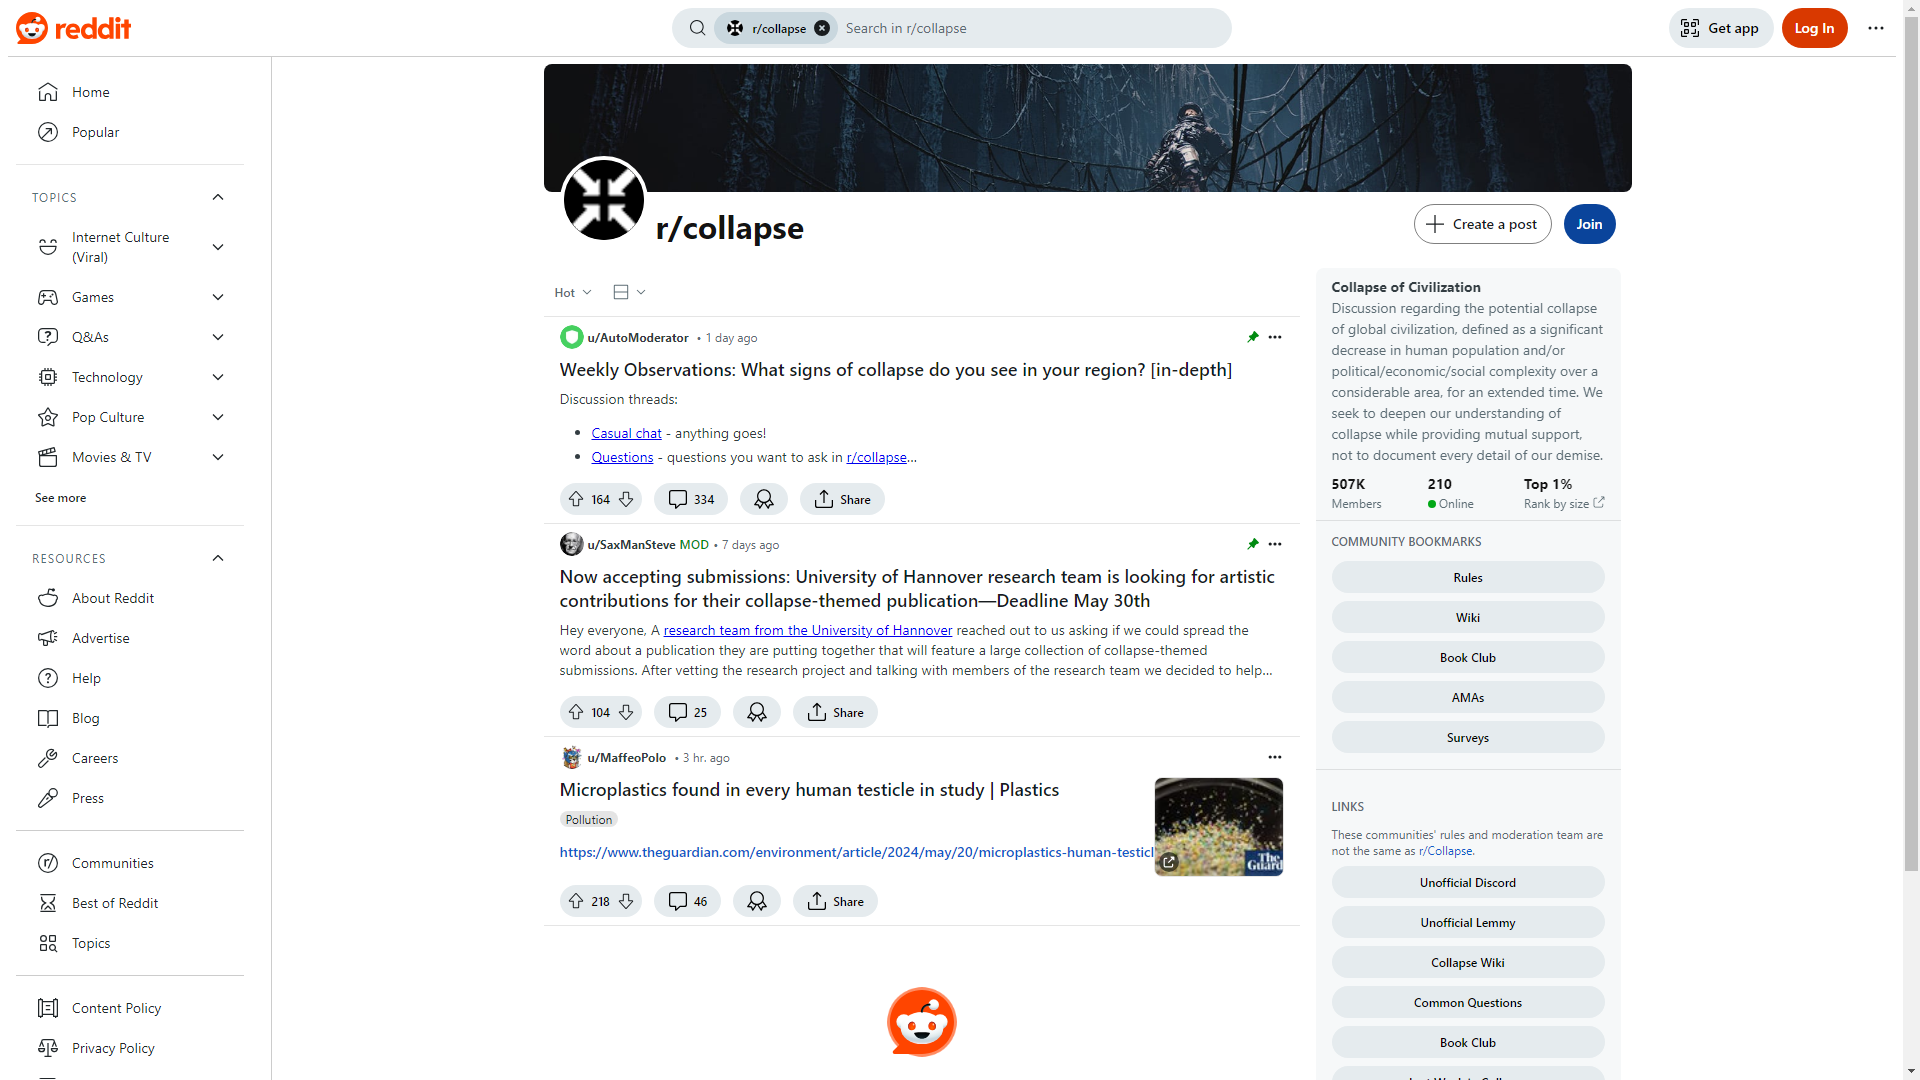 reddit
r/collapse
Search in r/collapse
Get app
Log In
Home
Popular
TOPICS
Internet Culture
(Viral)
Games
Q&As
Technology
Pop Culture
Movies & TV
See more
RESOURCES
About Reddit
Advertise
Help
Blog
Careers
Press
Communities
Best of Reddit
Topics
Content Policy
Privacy Policy
r/collapse
Create a post
Join
Hot
u/AutoModerator • 1 day ago
Weekly Observations: What signs of collapse do you see in your region? [in-depth]
Discussion threads:
• Casual chat - anything goes!
• Questions - questions you want to ask in r/collapse...
164
334
Share
u/SaxManSteve MOD • 7 days ago
Now accepting submissions: University of Hannover research team is looking for artistic
contributions for their collapse-themed publication—Deadline May 30th
Hey everyone, A research team from the University of Hannover reached out to us asking if we could spread the
word about a publication they are putting together that will feature a large collection of collapse-themed
submissions. After vetting the research project and talking with members of the research team we decided to help...
104
25
Share
u/MaffeoPolo • 3 hr. ago
Microplastics found in every human testicle in study | Plastics
Pollution
https://www.theguardian.com/environment/article/2024/may/20/microplastics-human-testicl
The
Guard
218
46
Share
Collapse of Civilization
Discussion regarding the potential collapse
of global civilization, defined as a significant
decrease in human population and/or
political/economic/social complexity over a
considerable area, for an extended time. We
seek to deepen our understanding of
collapse while providing mutual support,
not to document every detail of our demise.
507K
Members
210
Online
Top 1%
Rank by size
COMMUNITY BOOKMARKS
Rules
Wiki
Book Club
AMAs
Surveys
LINKS
These communities' rules and moderation team are
not the same as r/Collapse.
Unofficial Discord
Unofficial Lemmy
Collapse Wiki
Common Questions
Book Club